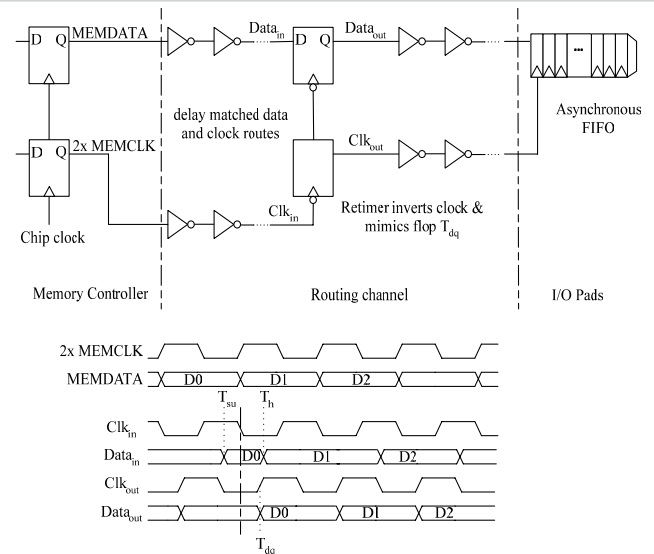 D Q MEMDATA
Data_in
D Q
Data_out
...
Asynchronous
FIFO
delay matched data
and clock routes
D Q 2x MEMCLK
Clk_out
Clk_in
Retimer inverts clock &
mimics flop T_dq
Chip clock
Memory Controller
Routing channel
I/O Pads
2x MEMCLK
MEMDATA D0 D1 D2
T_su T_h
Clk_in
Data_in D0 D1 D2
Clk_out
Data_out D0 D1 D2
T_dq